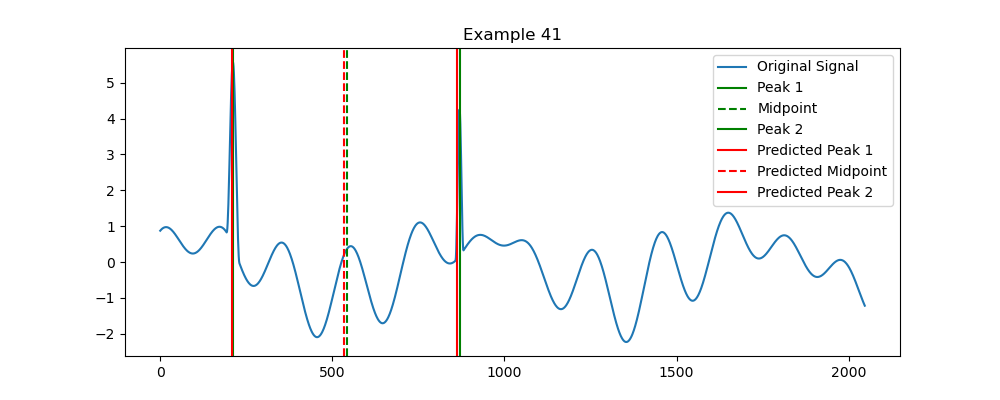 Example 41
Original Signal
Peak 1
Midpoint
Peak 2
Predicted Peak 1
Predicted Midpoint
Predicted Peak 2
5
4
3
2
1
0
−1
−2
0 500 1000 1500 2000